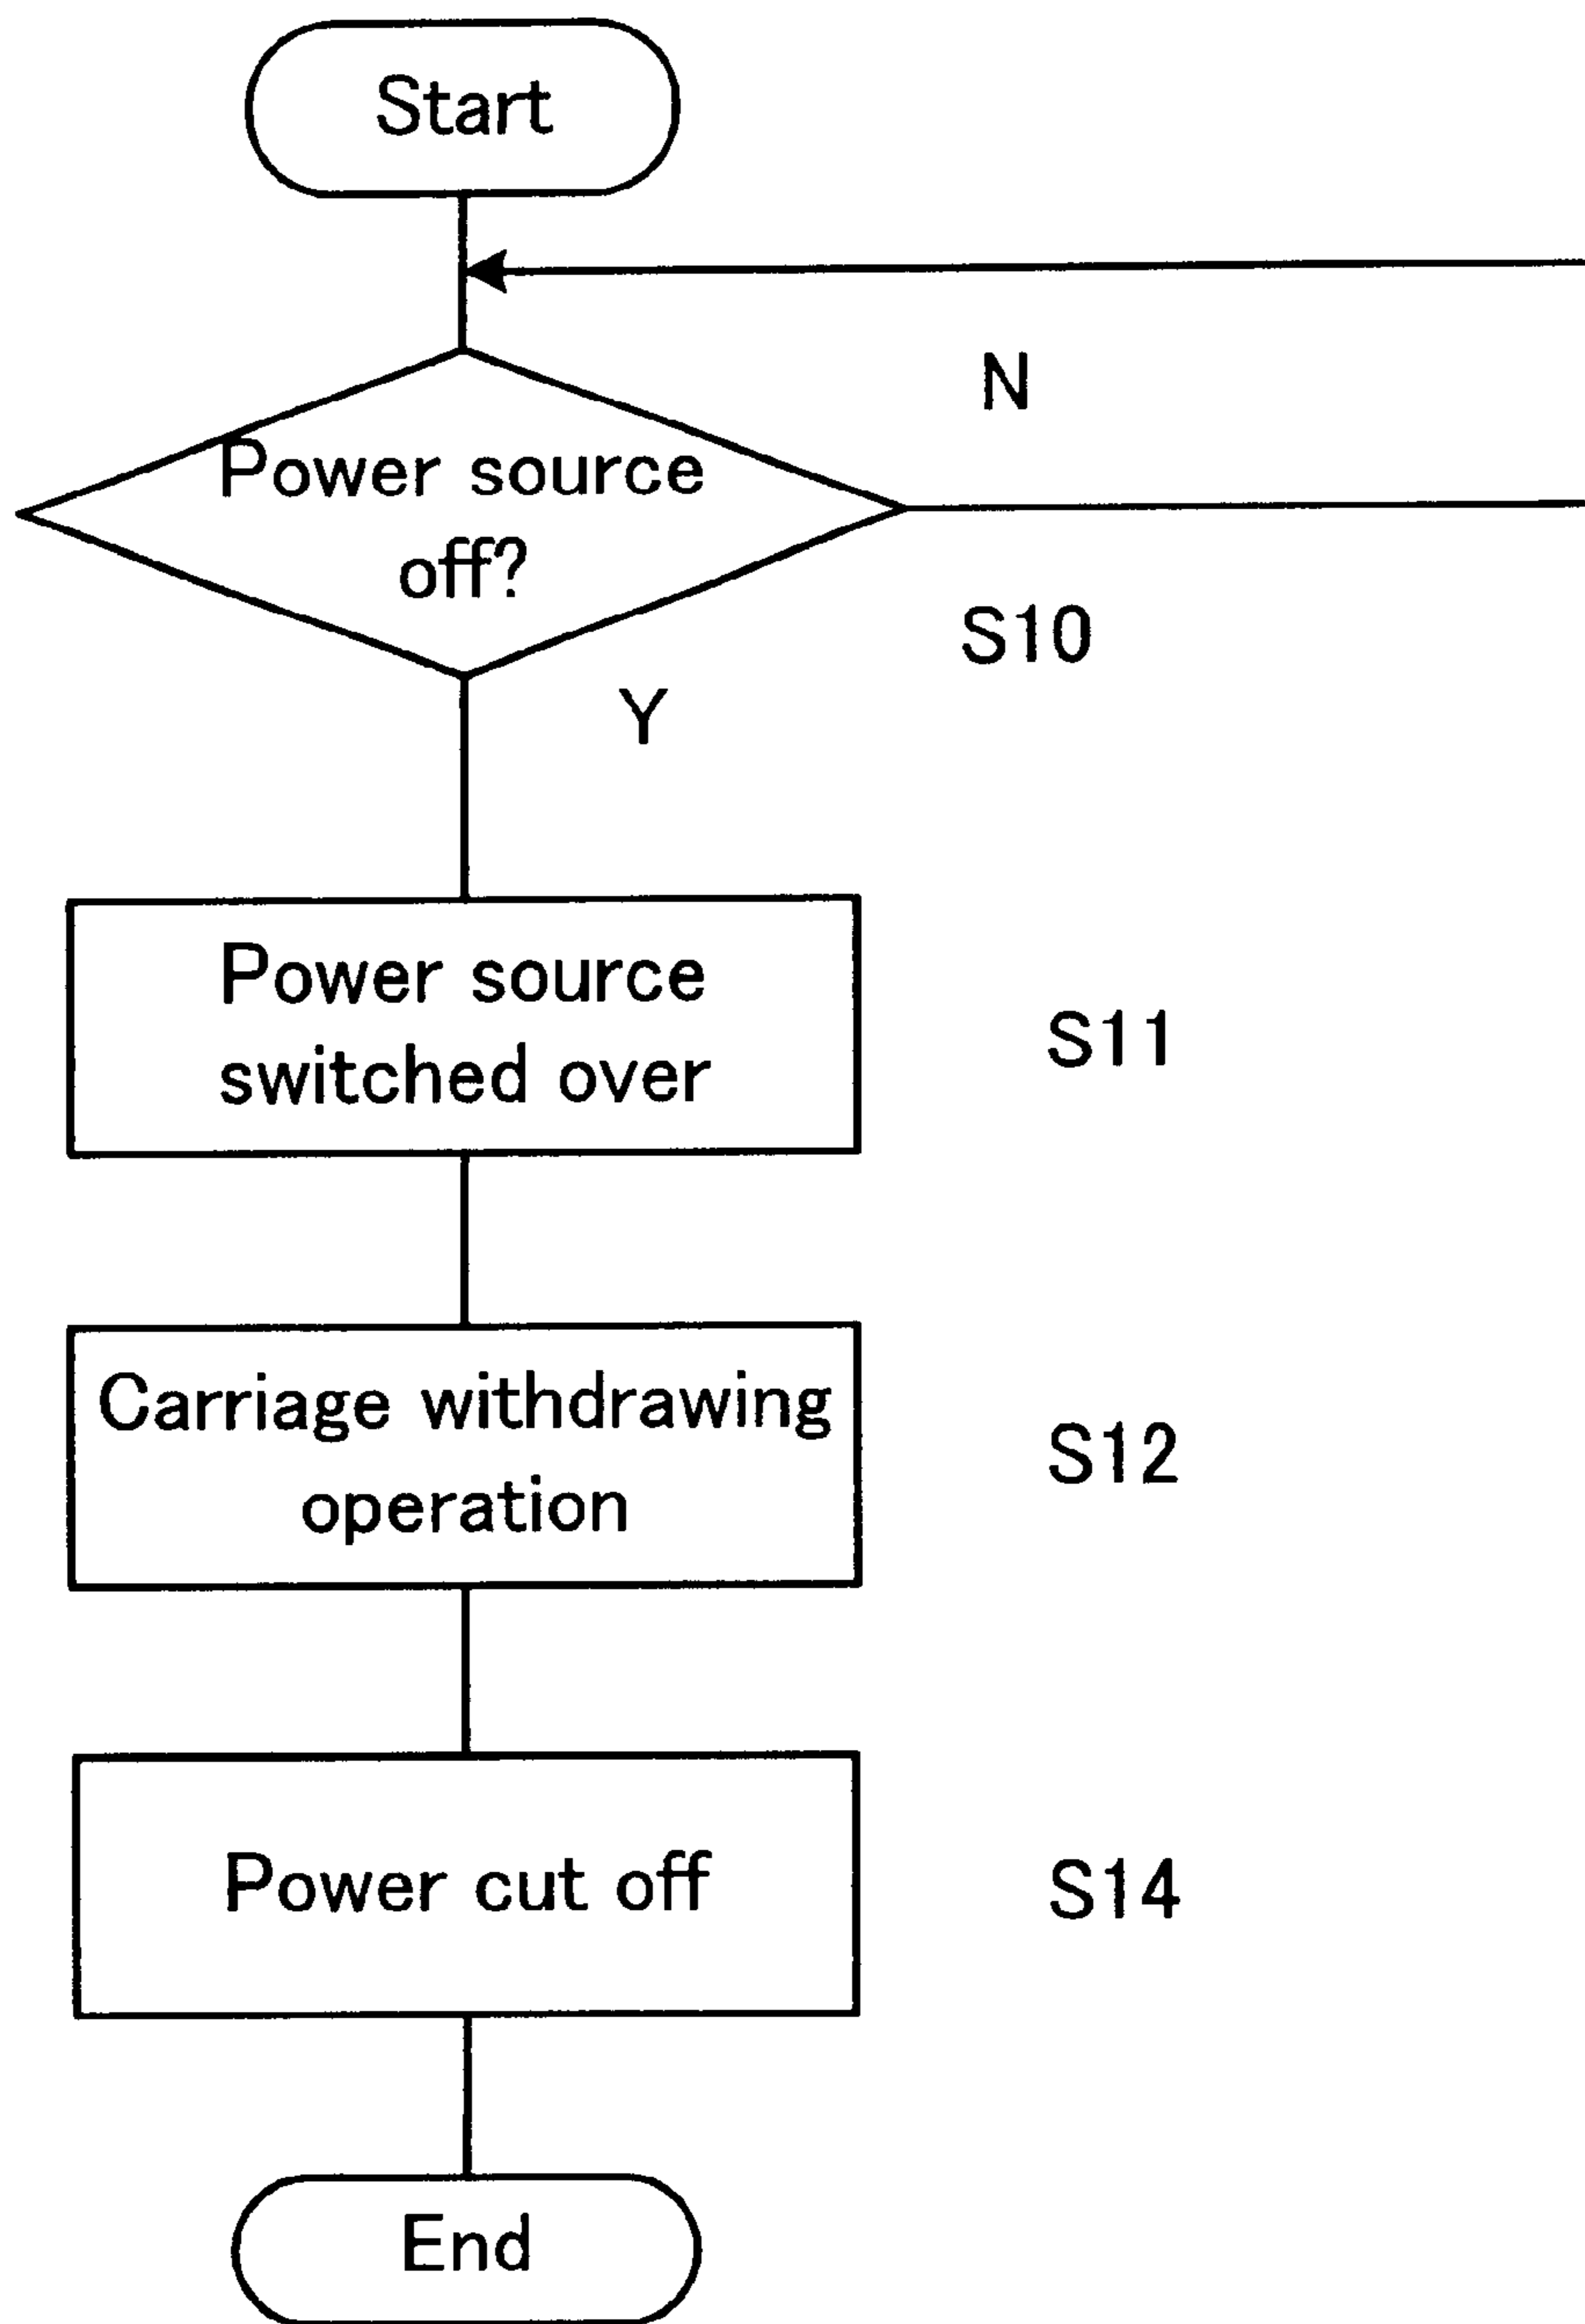 Start
N
Power source
off?
S10
Y
Power source
switched over
S11
Carriage withdrawing
operation
S12
Power cut off
S14
End